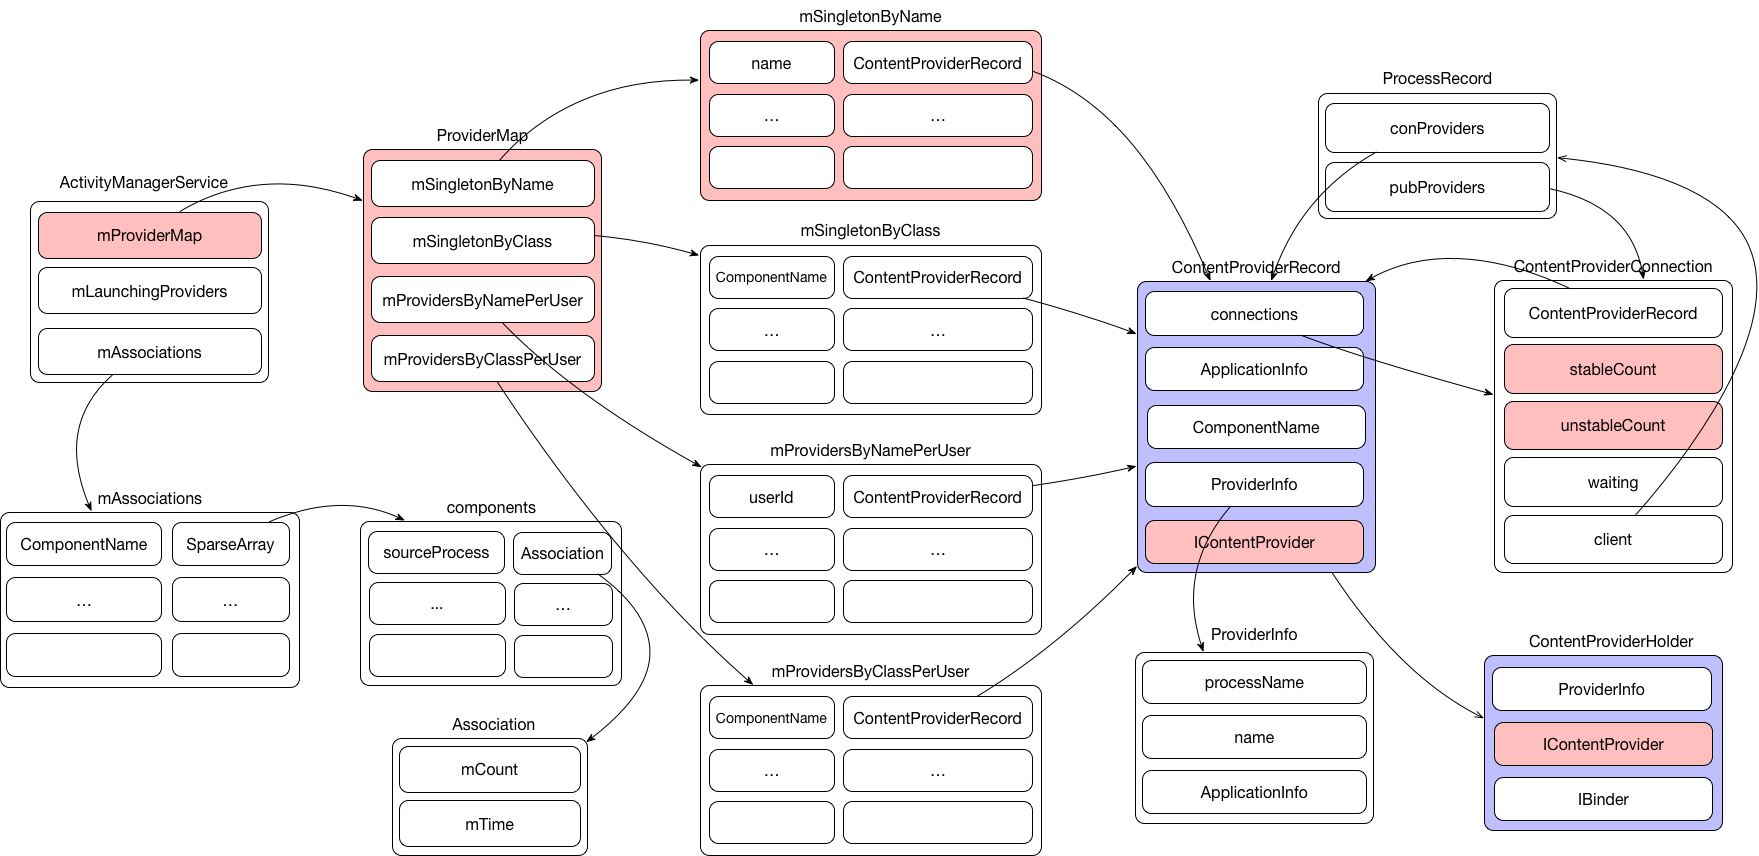 ActivityManagerService
mProviderMap
mLaunchingProviders
mAssociations
mAssociations
ComponentName
SparseArray
...
...
ProviderMap
mSingletonByName
mSingletonByClass
mProvidersByNamePerUser
mProvidersByClassPerUser
components
sourceProcess
Association
...
...
Association
mCount
mTime
mSingletonByName
name
ContentProviderRecord
...
...
mSingletonByClass
ComponentName
ContentProviderRecord
...
...
mProvidersByNamePerUser
userId
ContentProviderRecord
...
...
mProvidersByClassPerUser
ComponentName
ContentProviderRecord
...
...
ProcessRecord
conProviders
pubProviders
ContentProviderRecord
connections
ApplicationInfo
ComponentName
ProviderInfo
IContentProvider
ContentProviderConnection
ContentProviderRecord
stableCount
unstableCount
waiting
client
ProviderInfo
processName
name
ApplicationInfo
ContentProviderHolder
ProviderInfo
IContentProvider
IBinder